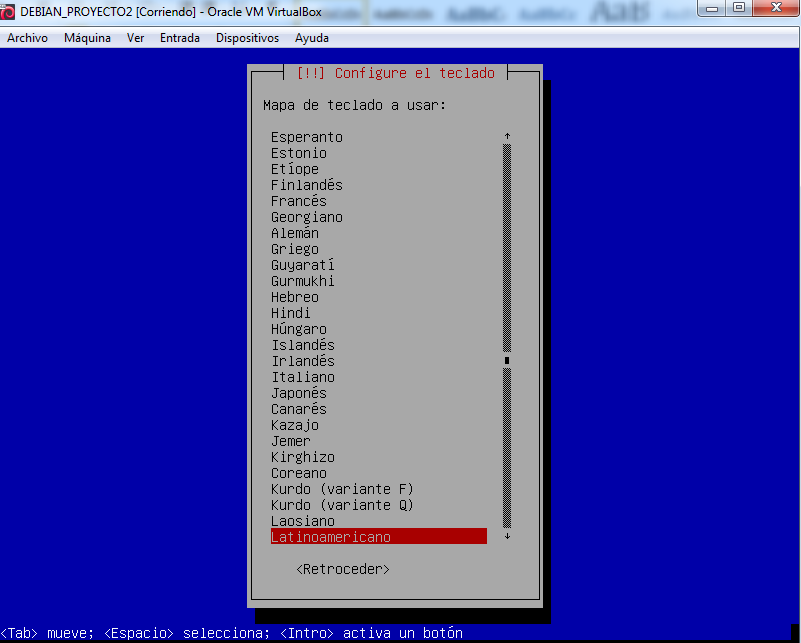 DEBIAN_PROYECTO2 [Corriendo] - Oracle VM VirtualBox
Archivo Máquina Ver Entrada Dispositivos Ayuda
[!!] Configure el teclado
Mapa de teclado a usar:
Esperanto
Estonio
Etíope
Finlandés
Francés
Georgiano
Alemán
Griego
Guyaratí
Gurmukhi
Hebreo
Hindi
Húngaro
Islandés
Irlandés
Italiano
Japonés
Canarés
Kazajo
Jemer
Kirghizo
Coreano
Kurdo (variante F)
Kurdo (variante Q)
Laosiano
Latinoamericano
<Retroceder>
<Tab> mueve; <Espacio> selecciona; <Intro> activa un botón